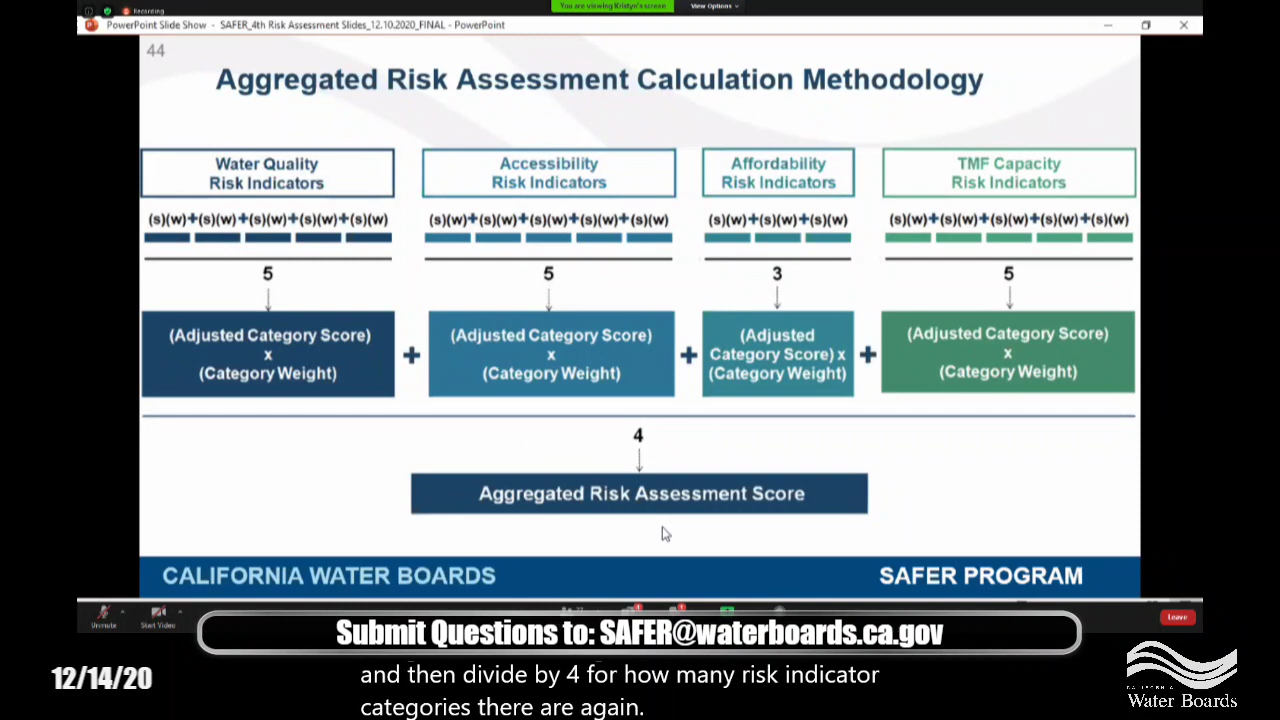 Recording
You are viewing Kristyn's screen
View Options
PowerPoint Slide Show - SAFER_4th Risk Assessment Slides_12.10.2020_FINAL - PowerPoint
44
Aggregated Risk Assessment Calculation Methodology
Water Quality
Risk Indicators
Accessibility
Risk Indicators
Affordability
Risk Indicators
TMF Capacity
Risk Indicators
(s)(w)+(s)(w)+(s)(w)+(s)(w)+(s)(w)
(s)(w)+(s)(w)+(s)(w)+(s)(w)+(s)(w)
(s)(w)+(s)(w)+(s)(w)
(s)(w)+(s)(w)+(s)(w)+(s)(w)+(s)(w)
5
5
3
5
(Adjusted Category Score)
x
(Category Weight)
+
(Adjusted Category Score)
x
(Category Weight)
+
(Adjusted
Category Score) x
(Category Weight)
+
(Adjusted Category Score)
x
(Category Weight)
4
Aggregated Risk Assessment Score
CALIFORNIA WATER BOARDS
SAFER PROGRAM
Unmute
Start Video
Leave
Submit Questions to: SAFER@waterboards.ca.gov
12/14/20
and then divide by 4 for how many risk indicator
categories there are again.
CALIFORNIA
Water Boards